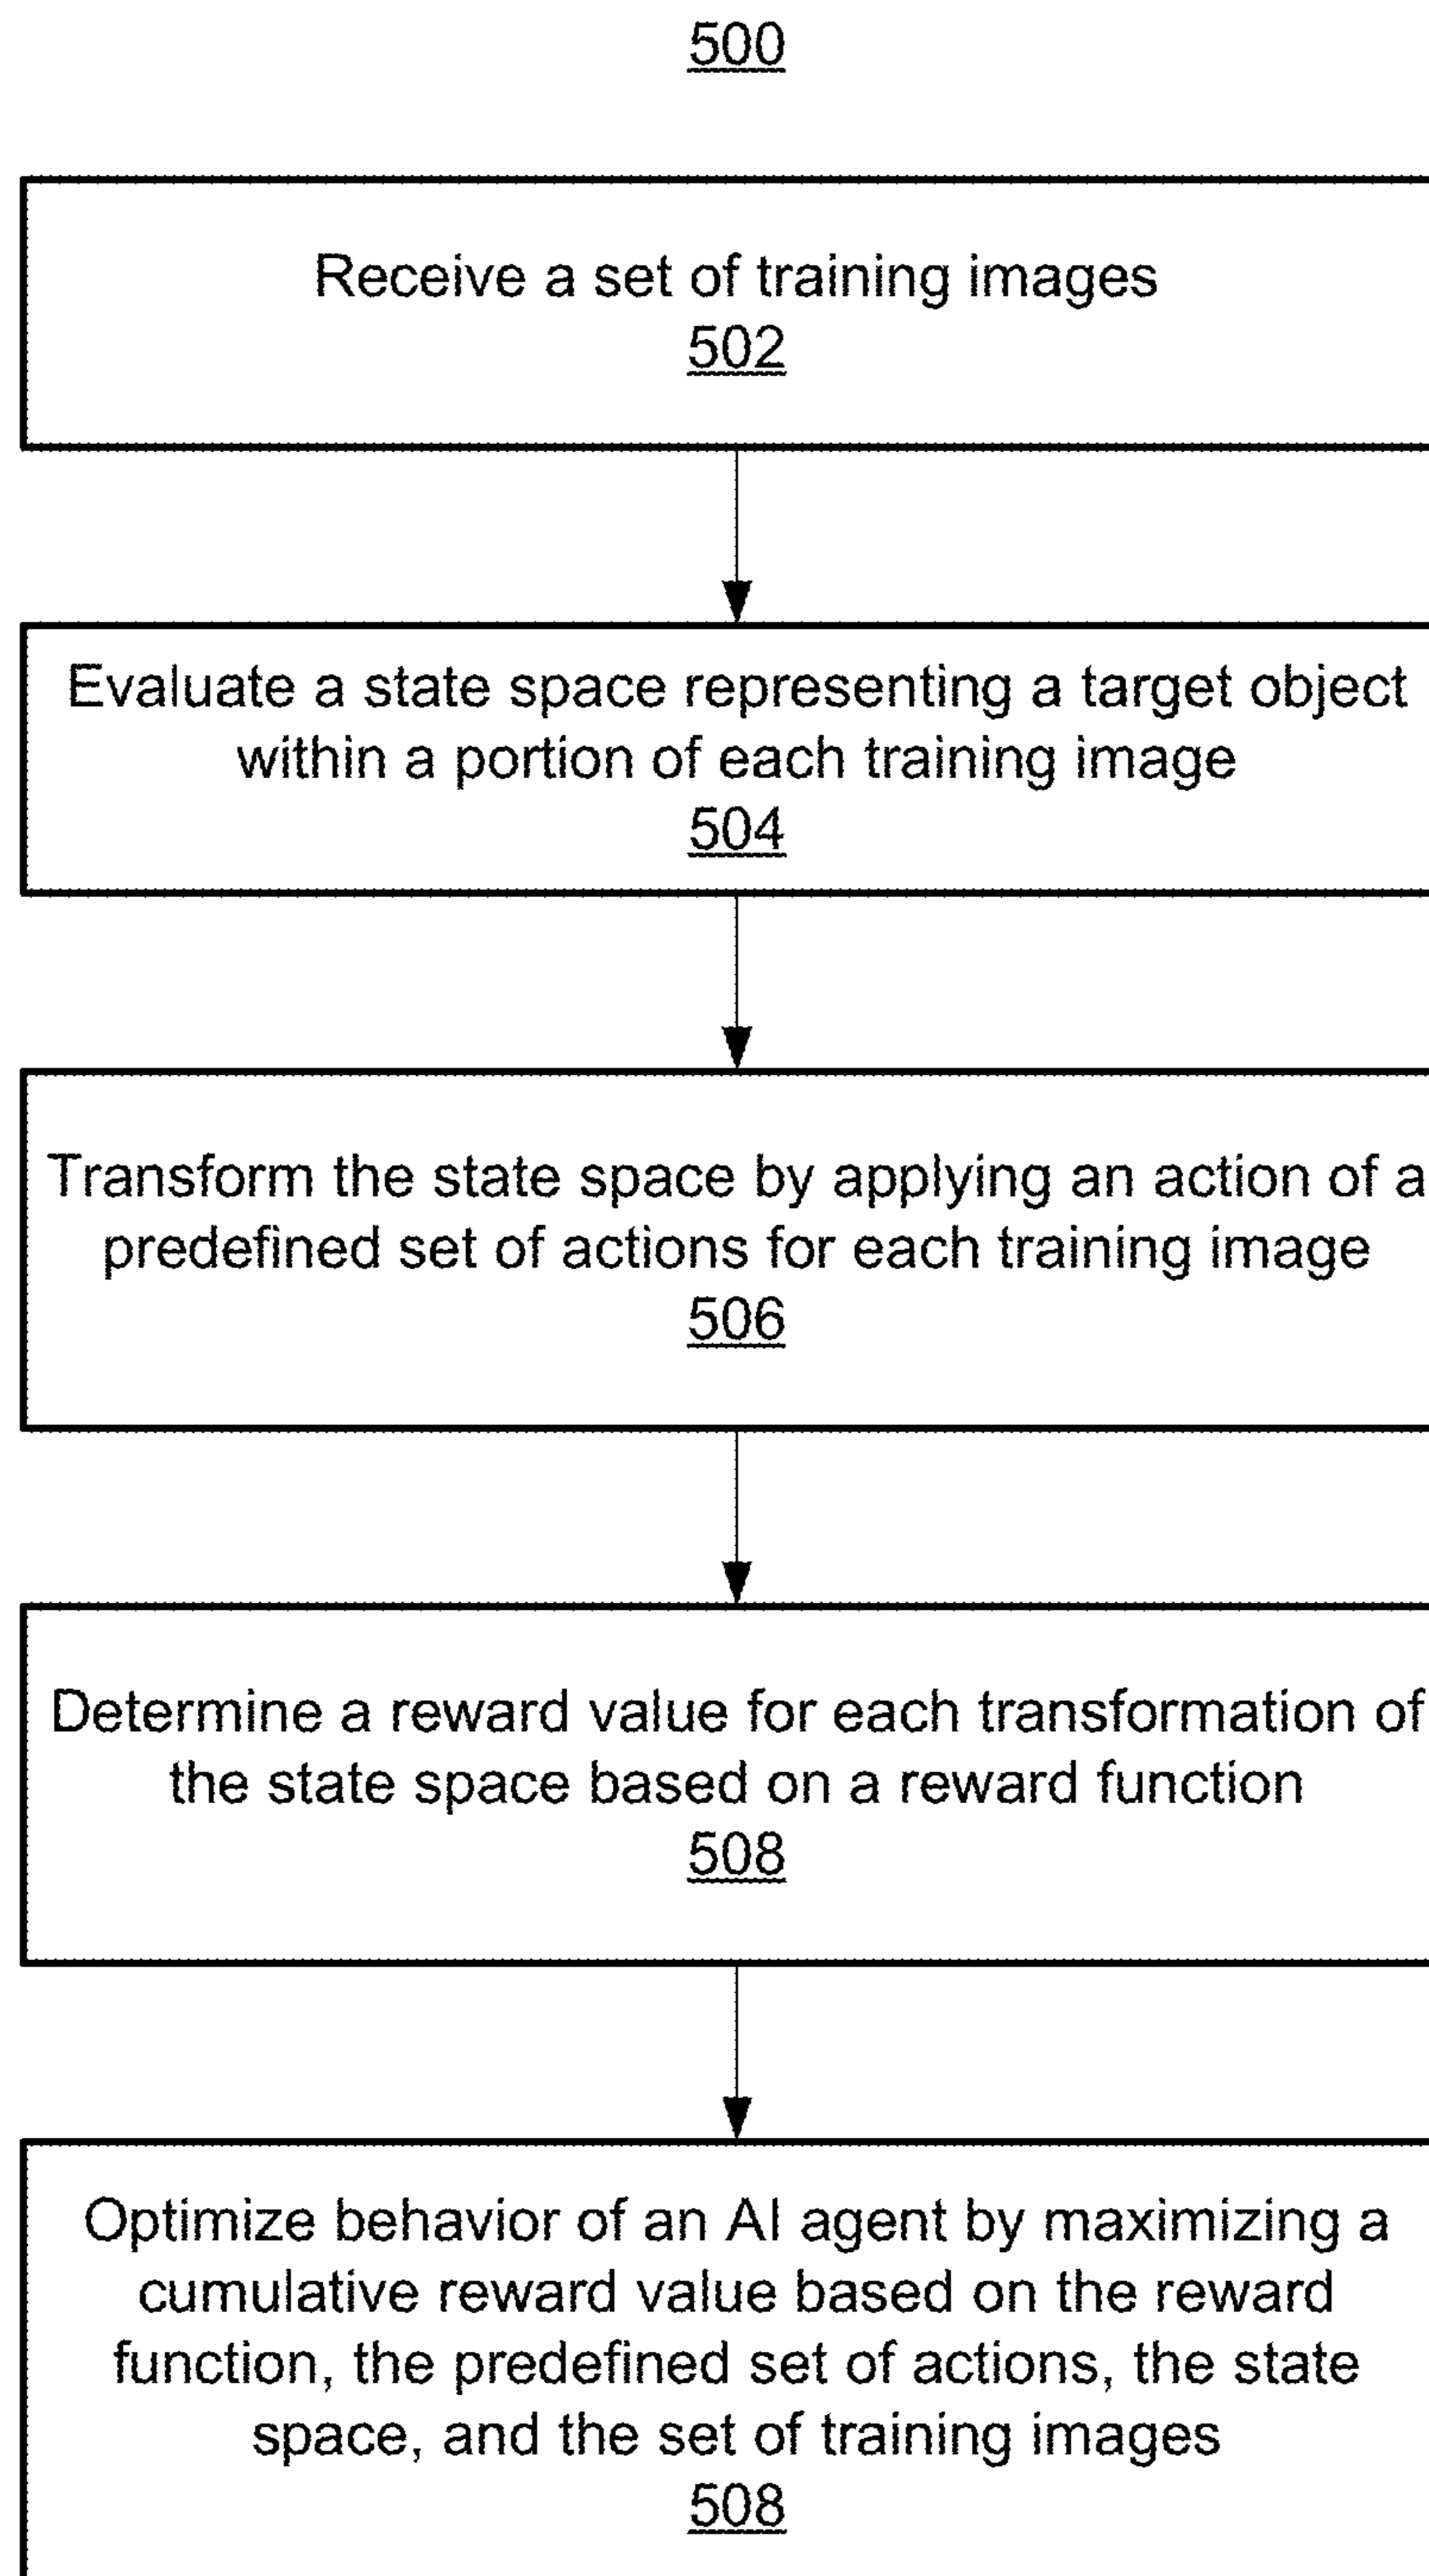 500
Receive a set of training images
502
Evaluate a state space representing a target object
within a portion of each training image
504
Transform the state space by applying an action of a
predefined set of actions for each training image
506
Determine a reward value for each transformation of
the state space based on a reward function
508
Optimize behavior of an AI agent by maximizing a
cumulative reward value based on the reward
function, the predefined set of actions, the state
space, and the set of training images
508